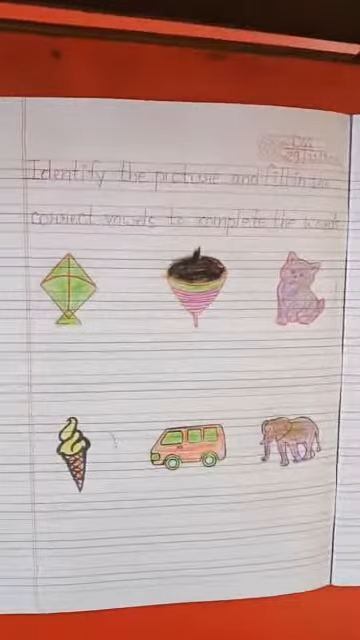 Identify the picture and fill in the
correct vowels to complete the words